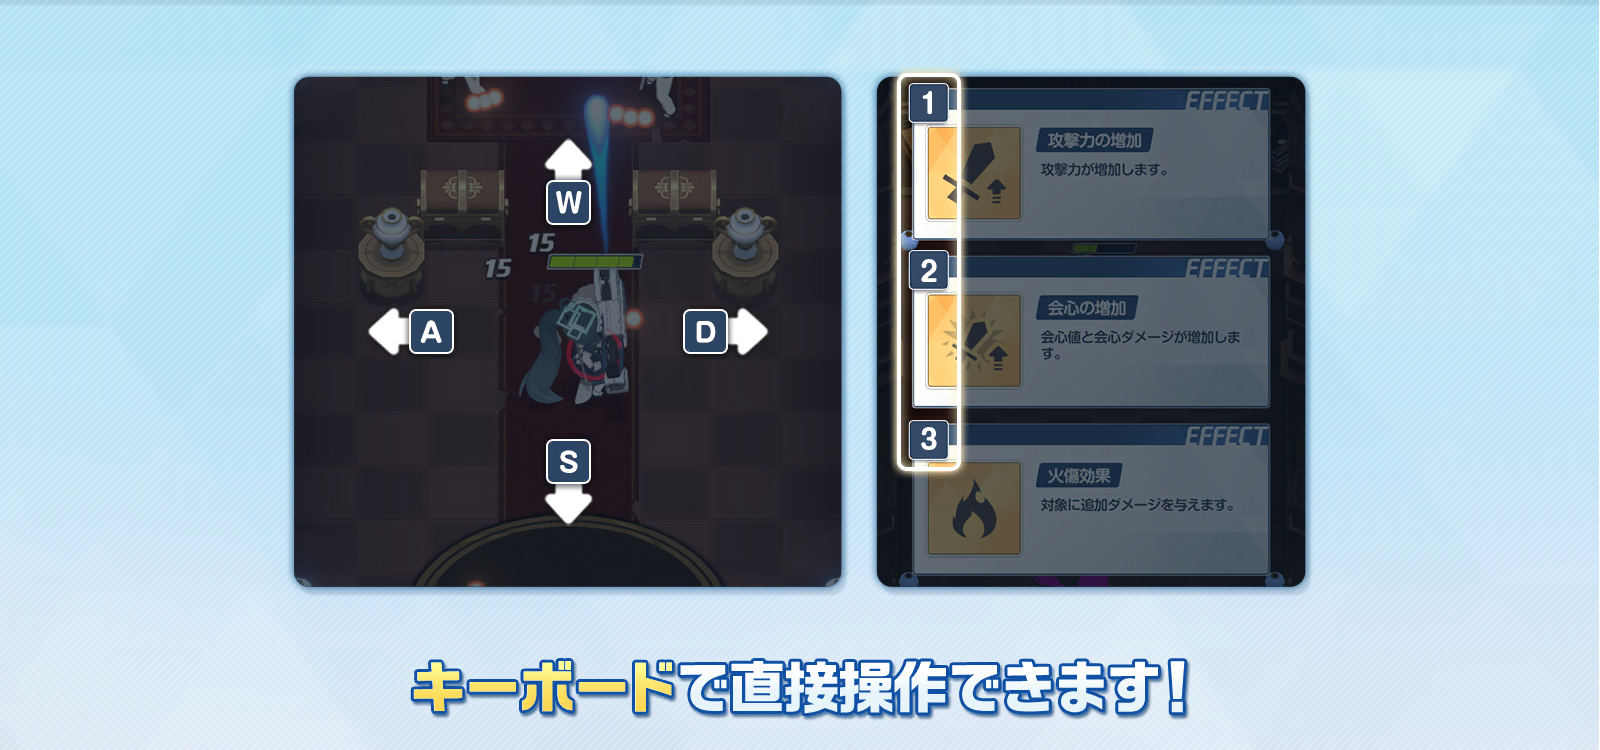 W
15
15
15
A
D
S
1
EFFECT
攻撃力の増加
攻撃力が増加します。
2
EFFECT
会心の増加
会心値と会心ダメージが増加しま
す。
3
EFFECT
火傷効果
対象に追加ダメージを与えます。
キーボードで直接操作できます!